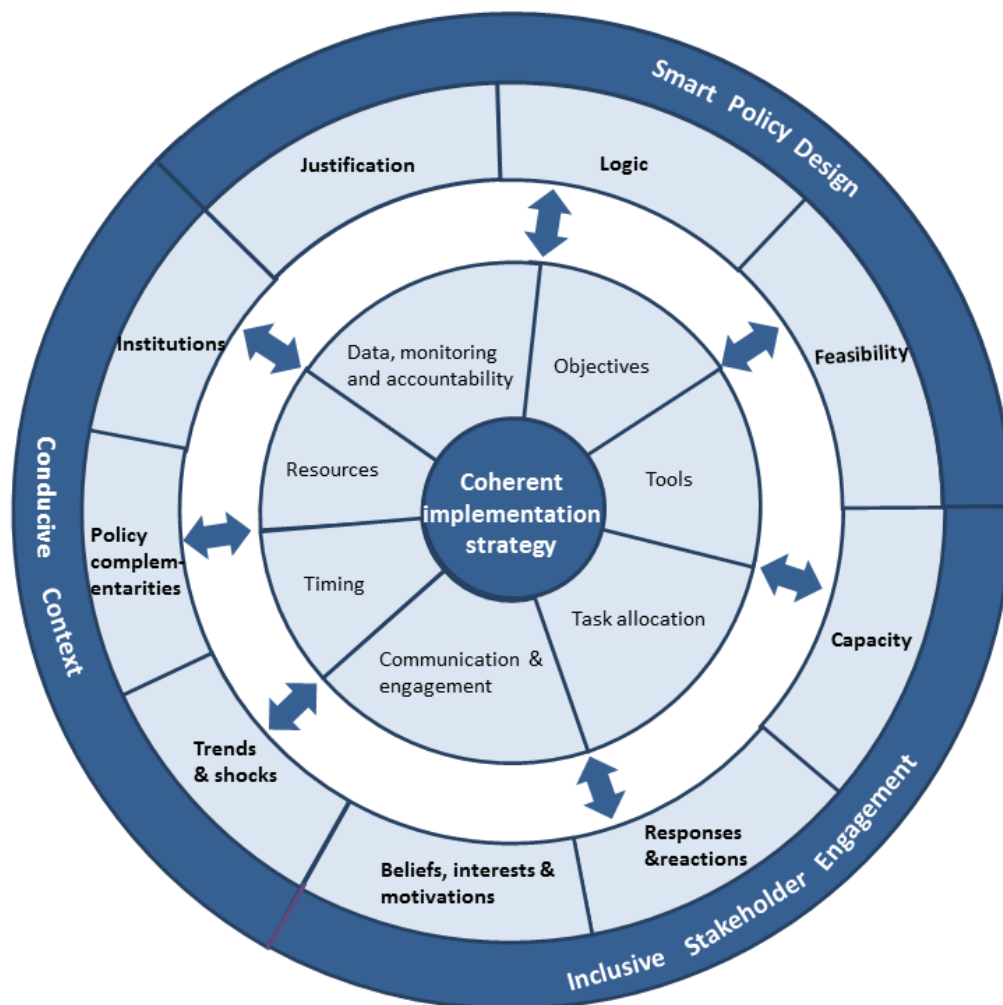 Smart Policy Design
Justification
Logic
Feasibility
Institutions
Policy
complem-
entarities
Trends
& shocks
Conducive Context
Capacity
Responses
&reactions
Beliefs, interests &
motivations
Inclusive Stakeholder Engagement
Data, monitoring
and accountability
Objectives
Resources
Tools
Timing
Task allocation
Communication &
engagement
Coherent
implementation
strategy